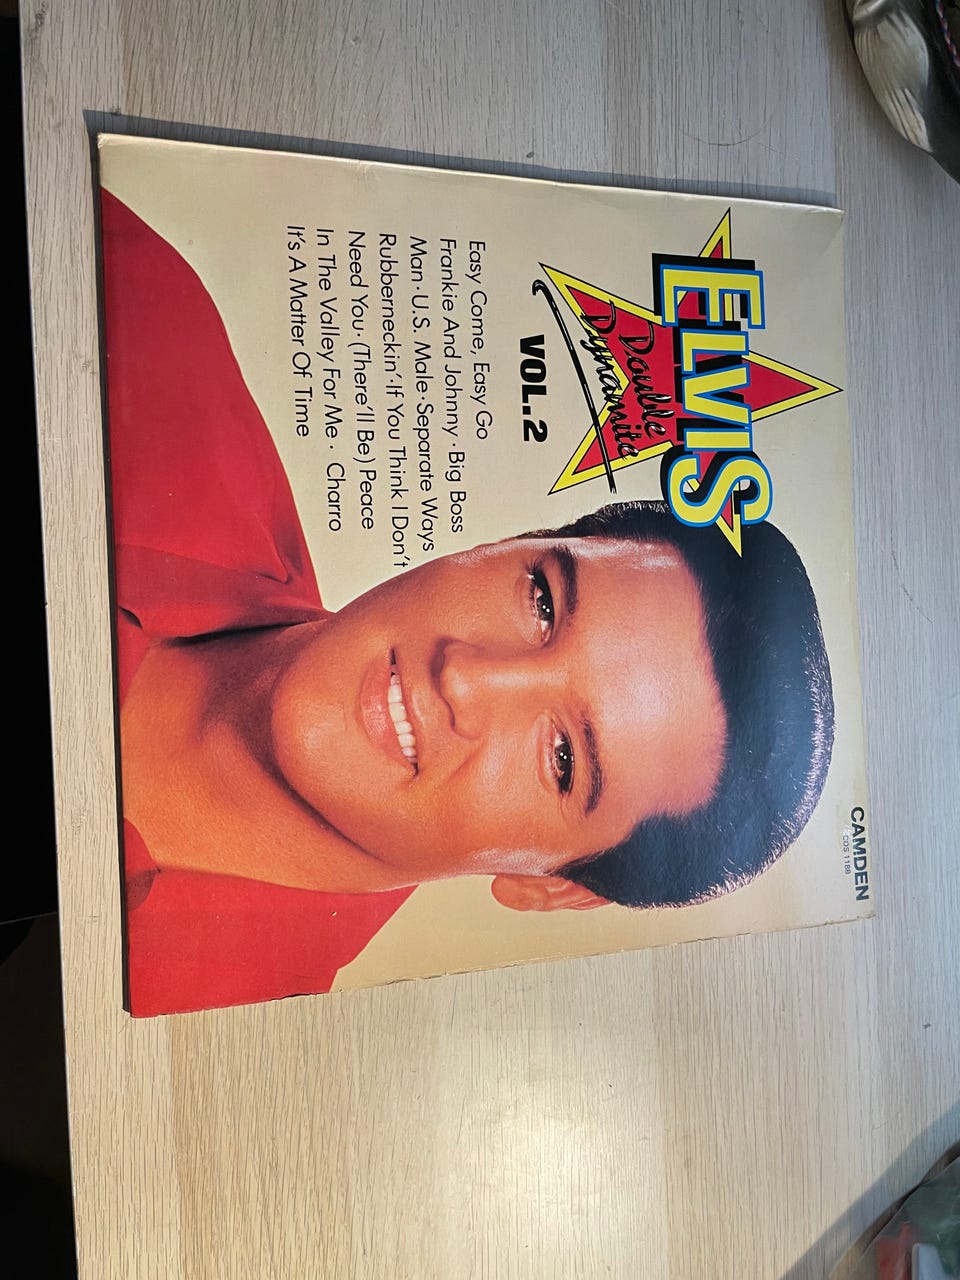 CAMDEN
CDS 1188
ELVIS
Double
Dynamite
VOL. 2
Easy Come, Easy Go
Frankie And Johnny · Big Boss
Man · U.S. Male · Separate Ways
Rubberneckin' · If You Think I Don't
Need You · (There'll Be) Peace
In The Valley For Me · Charro
It's A Matter Of Time